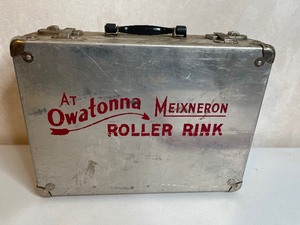 AT
Owatonna MEIXNERON
ROLLER RINK